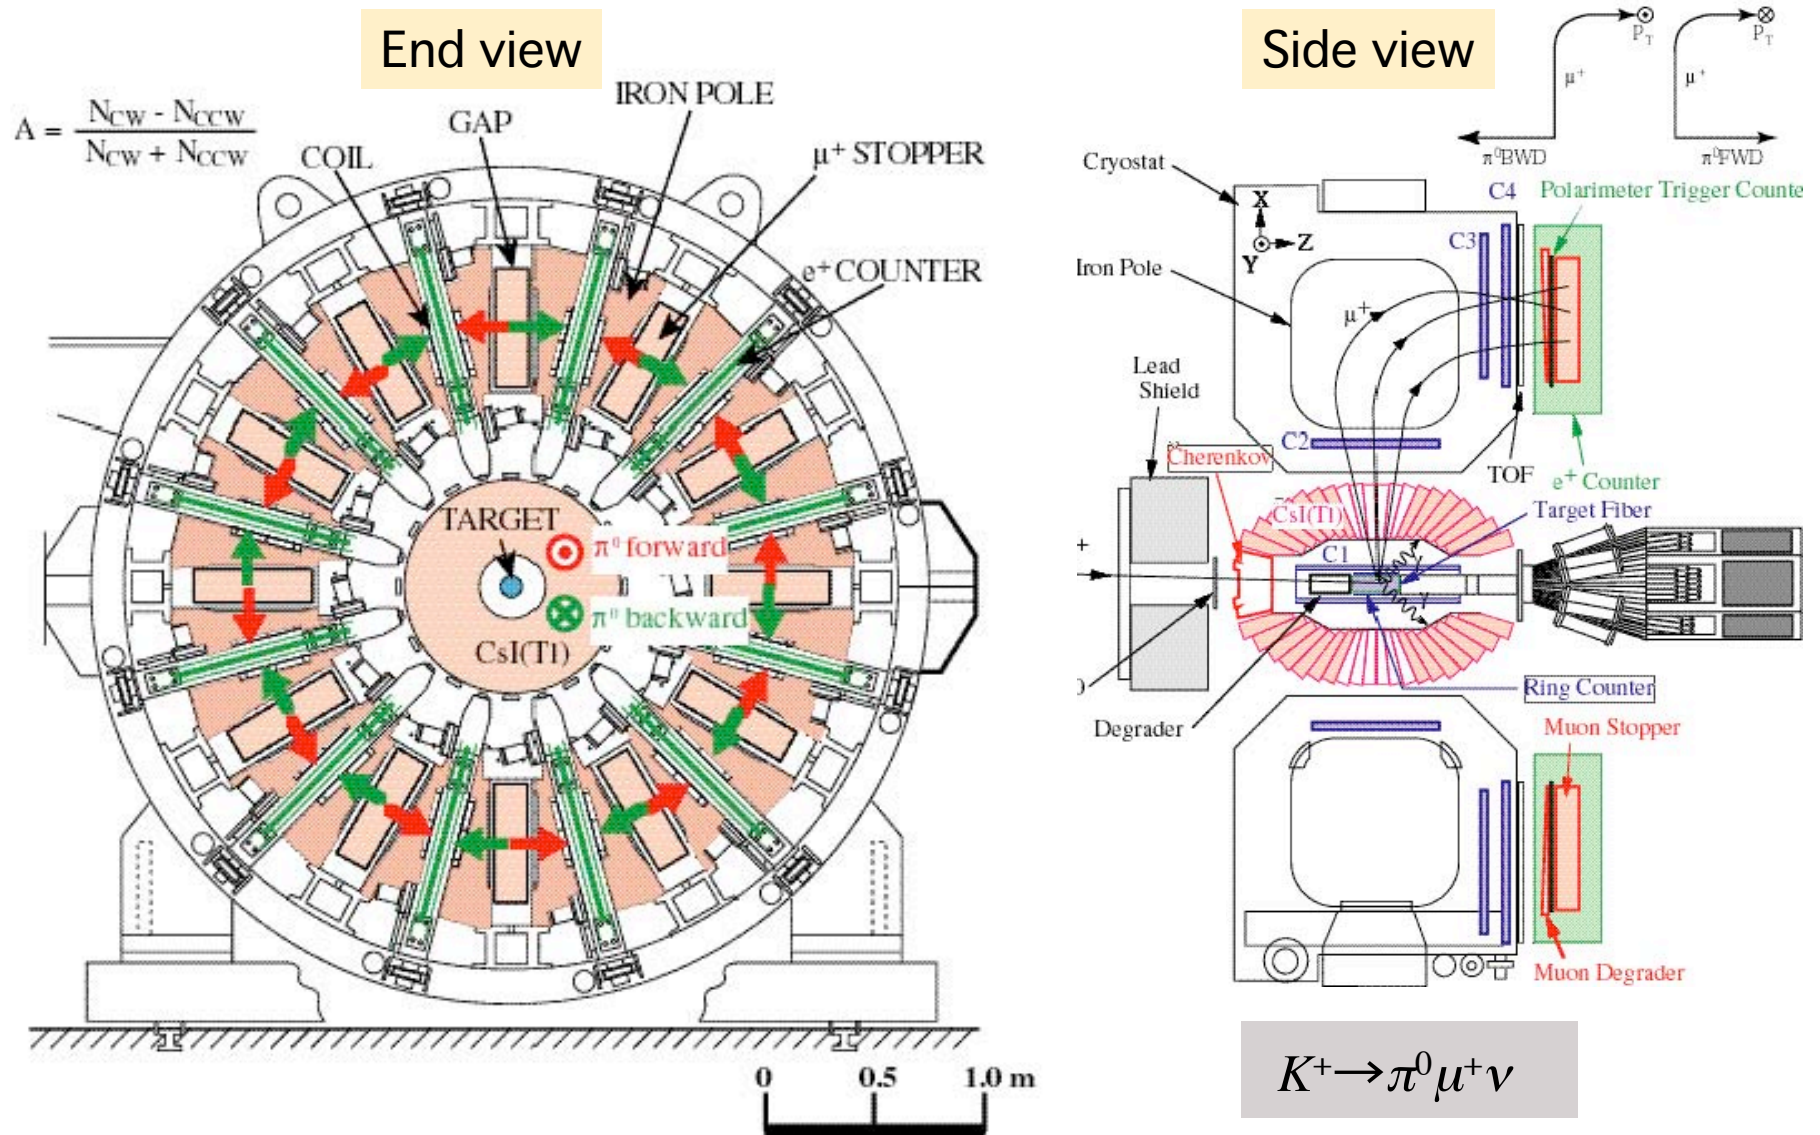 End view
A = N_CW - N_CCW / N_CW + N_CCW
IRON POLE
GAP
COIL
μ+ STOPPER
e+ COUNTER
TARGET
π0 forward
π0 backward
CsI(Tl)
0 0.5 1.0 m
Side view
PT
PT
μ+
μ+
π0BWD
π0FWD
Cryostat
C4
Polarimeter Trigger Counte
X
Z
Y
C3
Iron Pole
μ+
Lead
Shield
C2
Cherenkov
TOF
e+ Counter
CsI(Tl)
Target Fiber
C1
+
γ
γ
Ring Counter
Degrader
Muon Stopper
Muon Degrader
K+→π0μ+ν